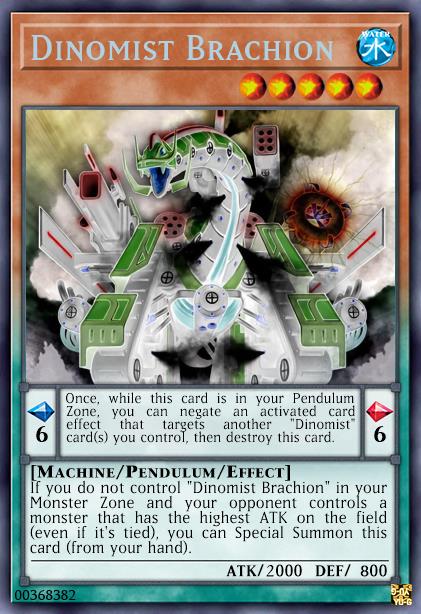 DINOMIST BRACHION
WATER
水
6
Once, while this card is in your Pendulum
Zone, you can negate an activated card
effect that targets another "Dinomist"
card(s) you control, then destroy this card.
6
[MACHINE/PENDULUM/EFFECT]
If you do not control "Dinomist Brachion" in your
Monster Zone and your opponent controls a
monster that has the highest ATK on the field
(even if it's tied), you can Special Summon this
card (from your hand).
ATK/2000 DEF/ 800
00368382